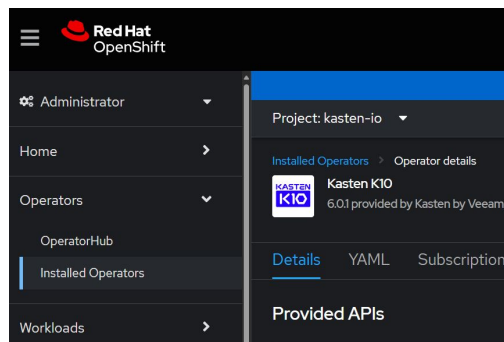 Red Hat
OpenShift
Administrator
Home
Operators
OperatorHub
Installed Operators
Workloads
Project: kasten-io
Installed Operators > Operator details
KASTEN
K10
Kasten K10
6.0.1 provided by Kasten by Veeam
Details YAML Subscription
Provided APIs